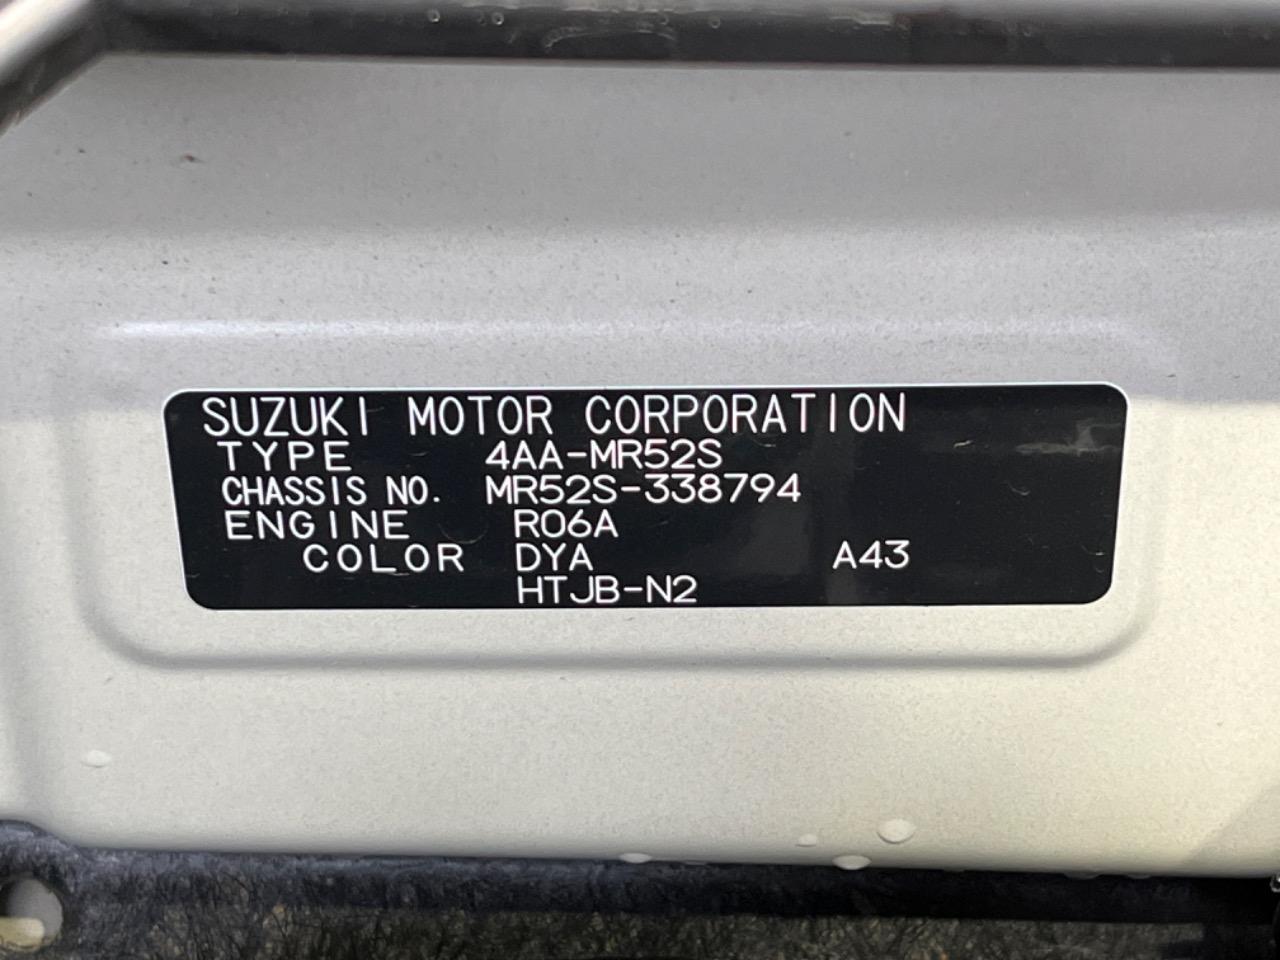 SUZUKI MOTOR CORPORATION
TYPE 4AA-MR52S
CHASSIS NO. MR52S-338794
ENGINE R06A
COLOR DYA A43
HTJB-N2